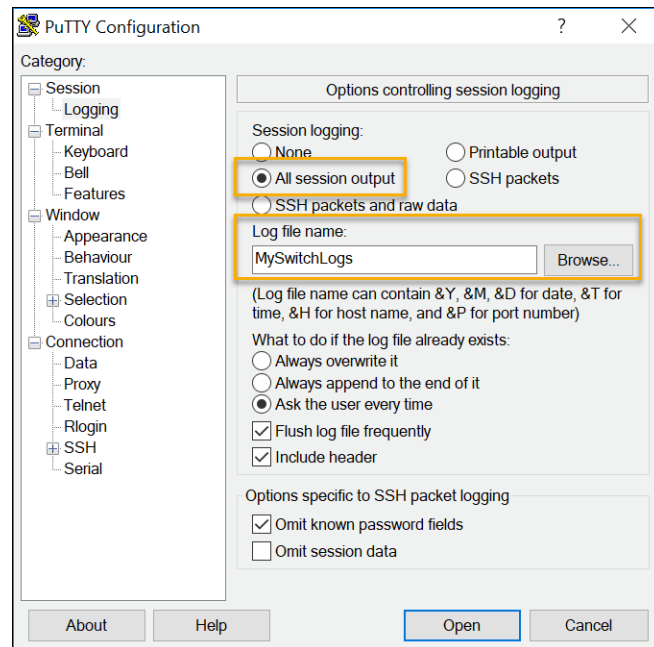 PuTTY Configuration
?
Category:
Session
Logging
Terminal
Keyboard
Bell
Features
Window
Appearance
Behaviour
Translation
Selection
Colours
Connection
Data
Proxy
Telnet
Rlogin
SSH
Serial
Options controlling session logging
Session logging:
None
Printable output
All session output
SSH packets
SSH packets and raw data
Log file name:
MySwitchLogs
Browse...
(Log file name can contain &Y, &M, &D for date, &T for
time, &H for host name, and &P for port number)
What to do if the log file already exists:
Always overwrite it
Always append to the end of it
Ask the user every time
Flush log file frequently
Include header
Options specific to SSH packet logging
Omit known password fields
Omit session data
About
Help
Open
Cancel